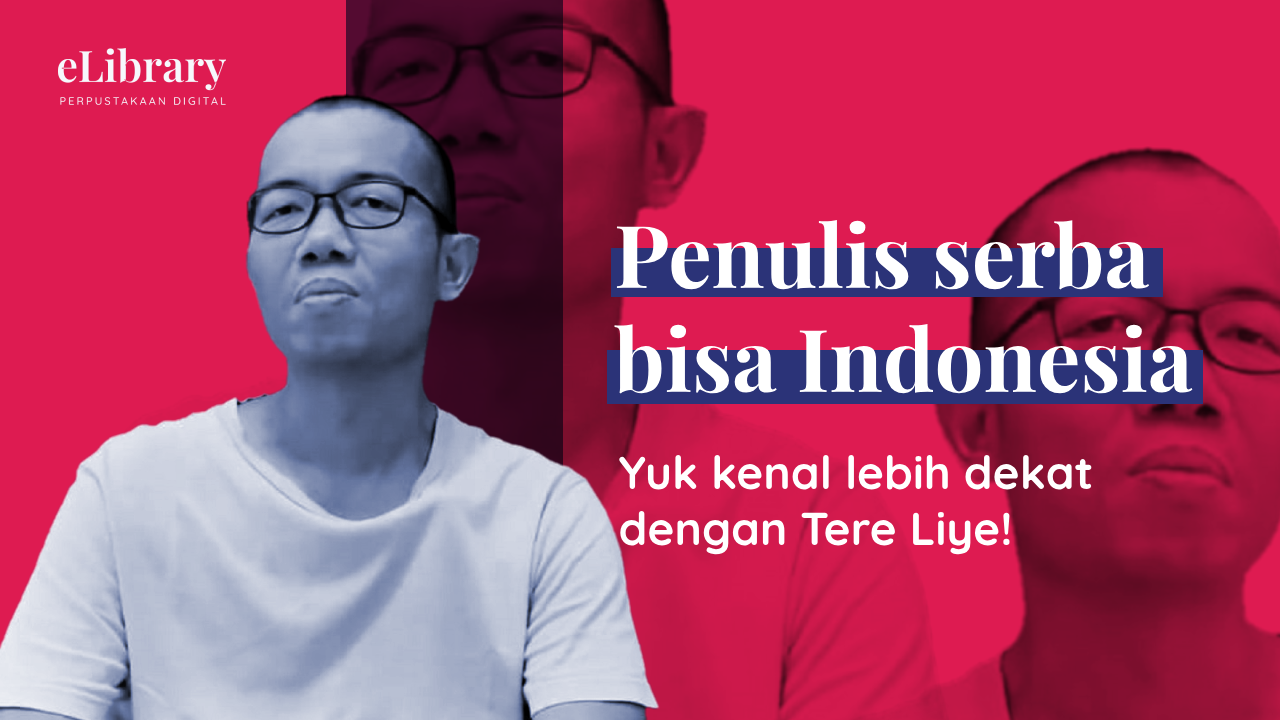 eLibrary
PERPUSTAKAAN DIGITAL
Penulis serba
bisa Indonesia
Yuk kenal lebih dekat
dengan Tere Liye!